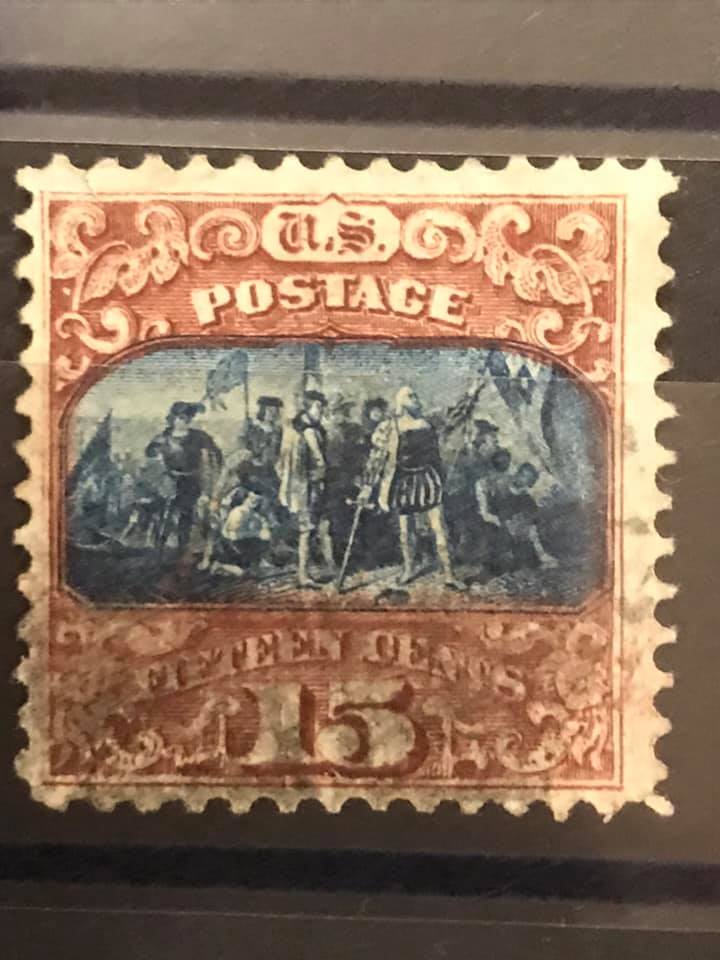 U.S.
POSTAGE
FIFTEEN CENTS
15